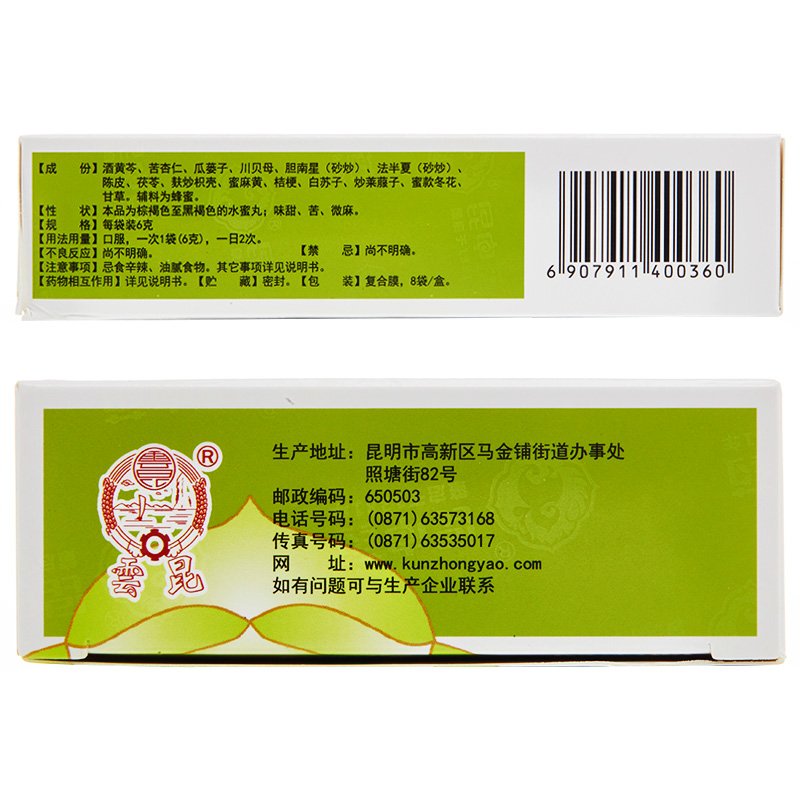 【成　份】酒黄芩、苦杏仁、瓜蒌子、川贝母、胆南星（砂炒）、法半夏（砂炒）、
陈皮、茯苓、麸炒枳壳、蜜麻黄、桔梗、白苏子、炒莱菔子、蜜款冬花、
甘草。辅料为蜂蜜。
【性　状】本品为棕褐色至黑褐色的水蜜丸；味甜、苦、微麻。
【规　格】每袋装6克
【用法用量】口服，一次1袋(6克)，一日2次。
【不良反应】尚不明确。【禁　忌】尚不明确。
【注意事项】忌食辛辣、油腻食物。其它事项详见说明书。
【药物相互作用】详见说明书。【贮　藏】密封。【包　装】复合膜，8袋/盒。
6 907911 400360
®
雲昆
生产地址：昆明市高新区马金铺街道办事处
照塘街82号
邮政编码：650503
电话号码：(0871)63573168
传真号码：(0871)63535017
网　址：www.kunzhongyao.com
如有问题可与生产企业联系